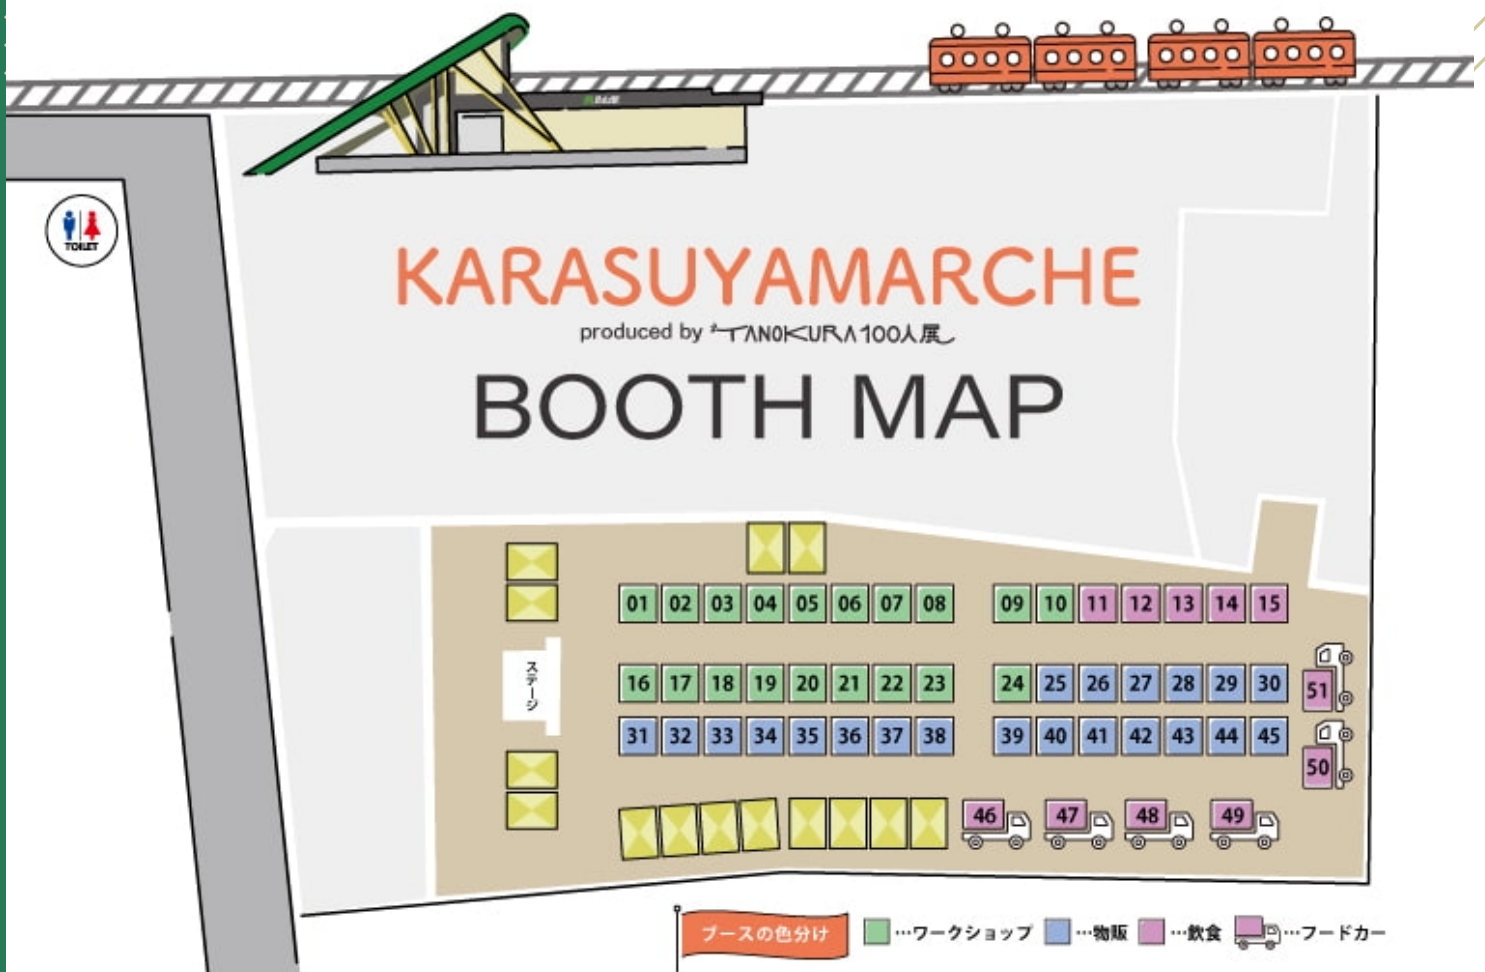 TOILET
KARASUYAMARCHE
produced by TANOKURA100人展
BOOTH MAP
01 02 03 04 05 06 07 08 09 10 11 12 13 14 15
ステージ
16 17 18 19 20 21 22 23 24 25 26 27 28 29 30
51
31 32 33 34 35 36 37 38 39 40 41 42 43 44 45
50
46 47 48 49
ブースの色分け …ワークショップ …物販 …飲食 …フードカー